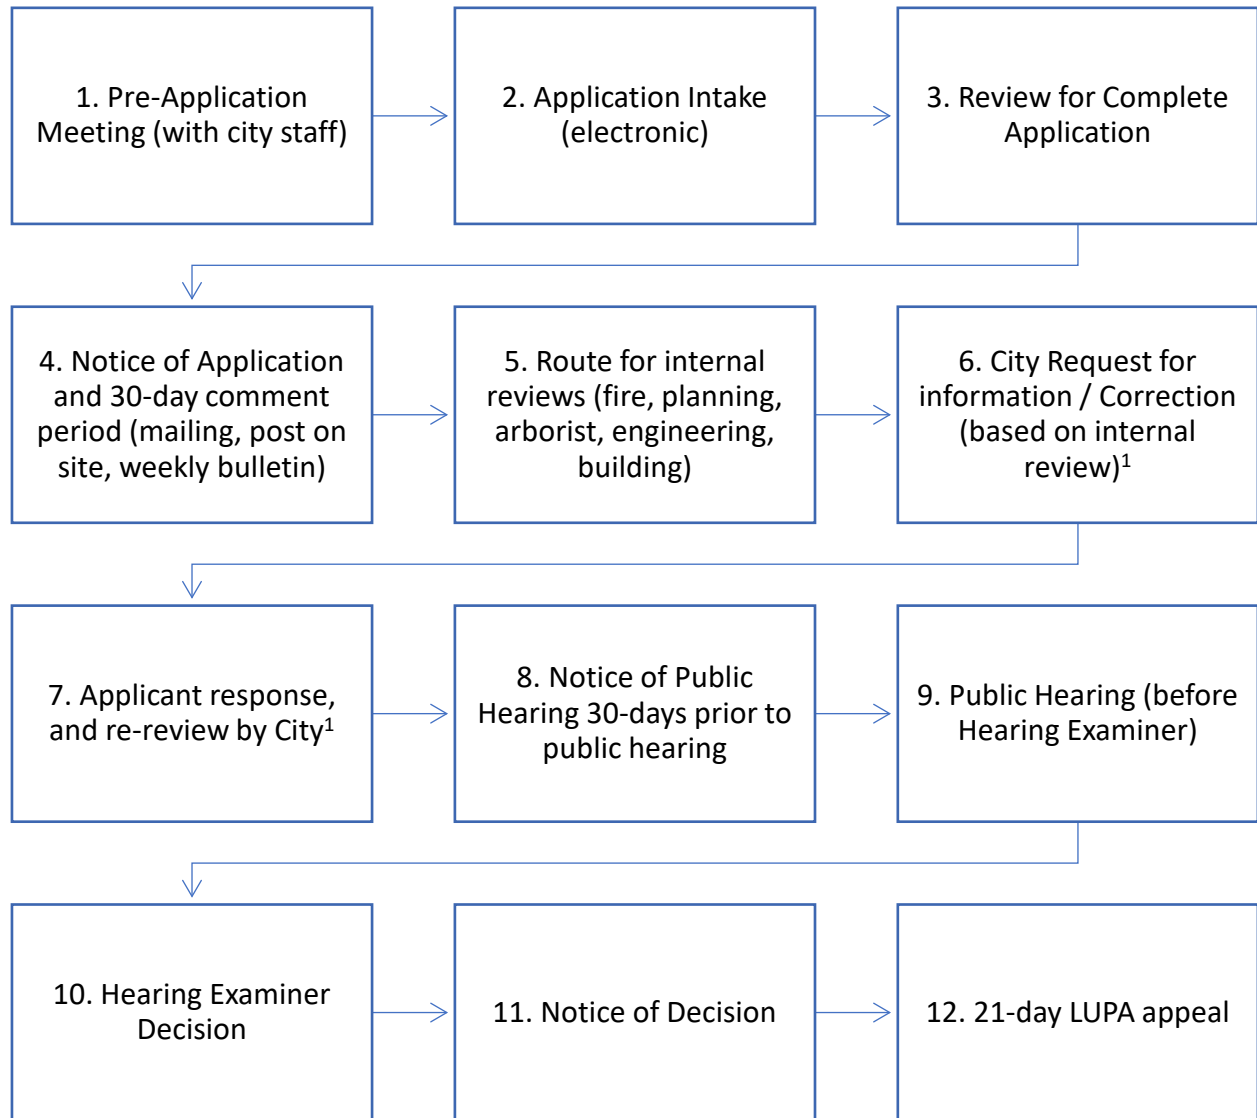 1. Pre-Application
Meeting (with city staff)
2. Application Intake
(electronic)
3. Review for Complete
Application
4. Notice of Application
and 30-day comment
period (mailing, post on
site, weekly bulletin)
5. Route for internal
reviews (fire, planning,
arborist, engineering,
building)
6. City Request for
information / Correction
(based on internal
review)¹
7. Applicant response,
and re-review by City¹
8. Notice of Public
Hearing 30-days prior to
public hearing
9. Public Hearing (before
Hearing Examiner)
10. Hearing Examiner
Decision
11. Notice of Decision
12. 21-day LUPA appeal